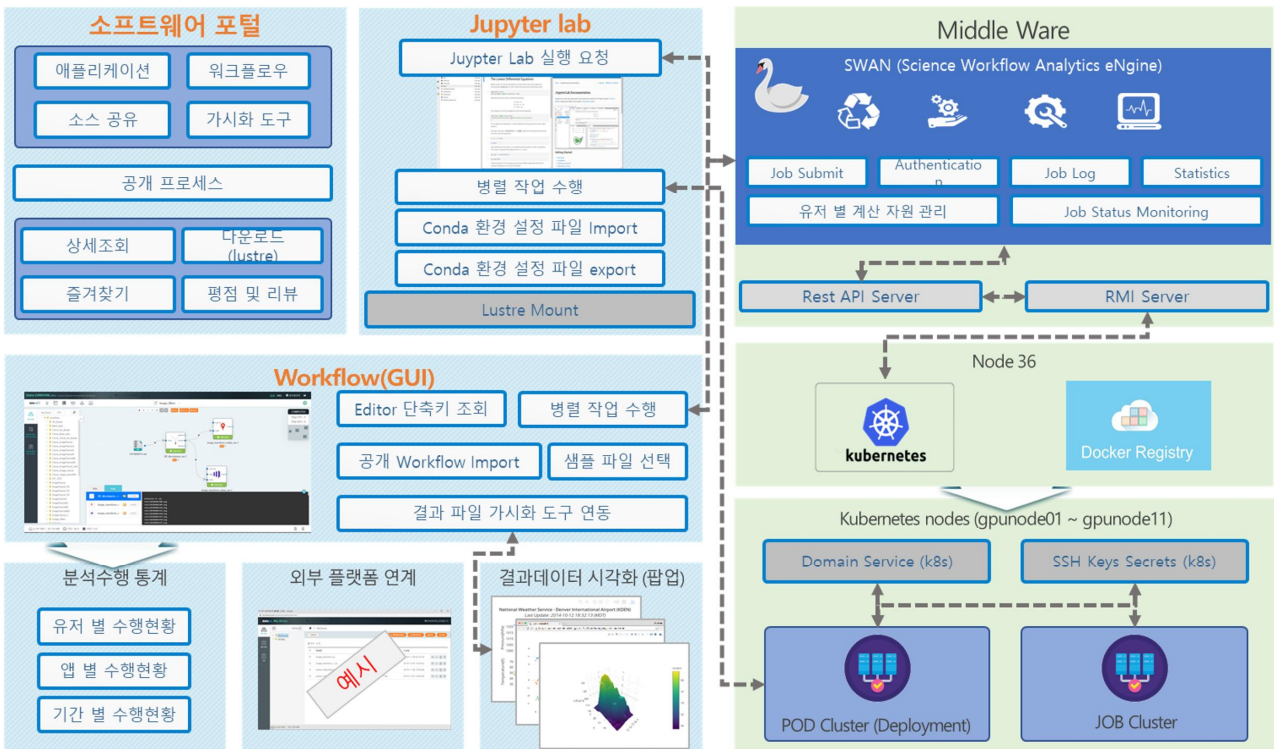 소프트웨어 포털
애플리케이션
워크플로우
소스 공유
가시화 도구
공개 프로세스
상세조회
다운로드
(lustre)
즐겨찾기
평점 및 리뷰
Jupyter lab
Juypter Lab 실행 요청
병렬 작업 수행
Conda 환경 설정 파일 Import
Conda 환경 설정 파일 export
Lustre Mount
Workflow(GUI)
Editor 단축키 조회
병렬 작업 수행
공개 Workflow Import
샘플 파일 선택
결과 파일 가시화 도구 연동
분석수행 통계
유저 별 수행현황
앱 별 수행현황
기간 별 수행현황
외부 플랫폼 연계
예시
결과데이터 시각화 (팝업)
National Weather Service - Denver International Airport (KDEN)
Last Update: 2014-10-12 18:52:13 (MDT)
Middle Ware
SWAN (Science Workflow Analytics eNgine)
Job Submit
Authenticatio
n
Job Log
Statistics
유저 별 계산 자원 관리
Job Status Monitoring
Rest API Server
RMI Server
Node 36
kubernetes
Docker Registry
Kubernetes nodes (gpunode01 ~ gpunode11)
Domain Service (k8s)
SSH Keys Secrets (k8s)
POD Cluster (Deployment)
JOB Cluster